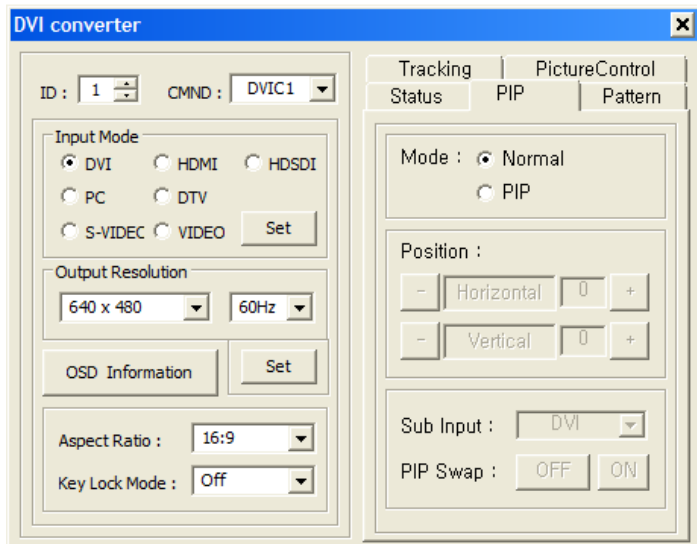 DVI converter
ID : 1 CMND : DVIC1
Input Mode
DVI HDMI HDSDI
PC DTV
S-VIDEC VIDEO Set
Output Resolution
640 x 480 60Hz
OSD Information Set
Aspect Ratio : 16:9
Key Lock Mode : Off
Tracking PictureControl
Status PIP Pattern
Mode : Normal
PIP
Position :
- Horizontal 0 +
- Vertical 0 +
Sub Input : DVI
PIP Swap : OFF ON